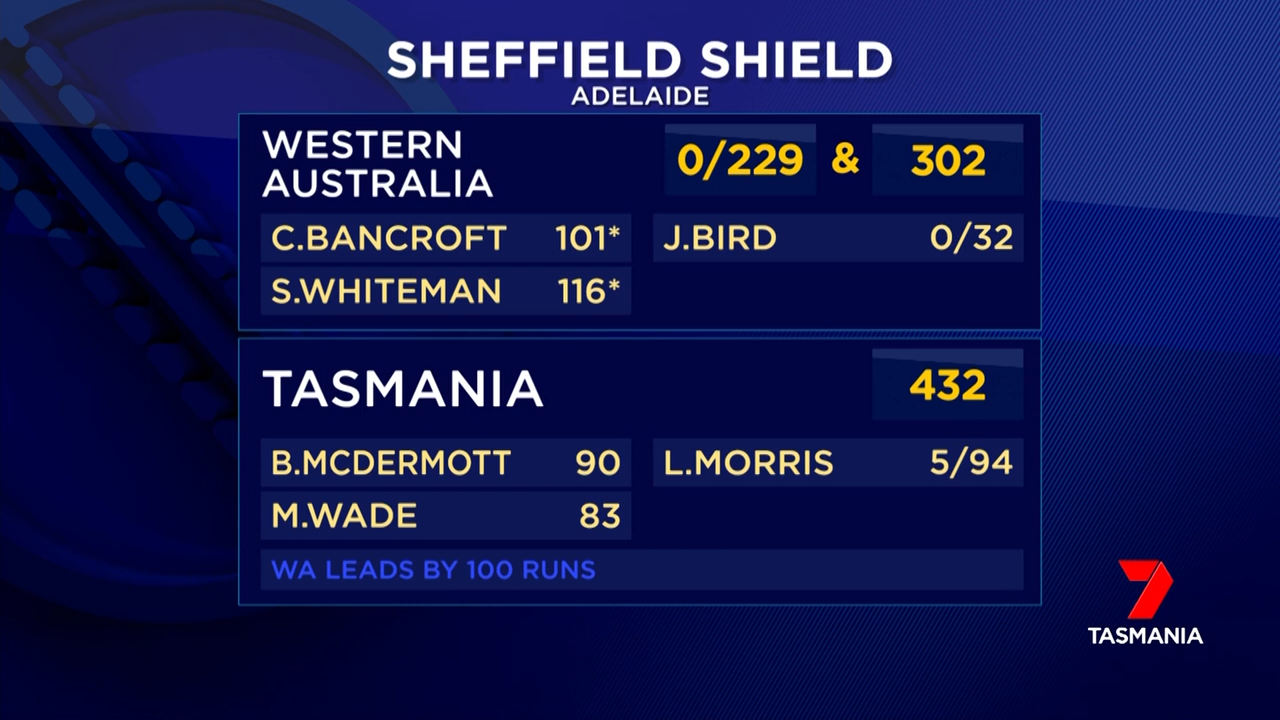 SHEFFIELD SHIELD
ADELAIDE
WESTERN AUSTRALIA 0/229 & 302
C.BANCROFT 101* J.BIRD 0/32
S.WHITEMAN 116*
TASMANIA 432
B.MCDERMOTT 90 L.MORRIS 5/94
M.WADE 83
WA LEADS BY 100 RUNS
7
TASMANIA